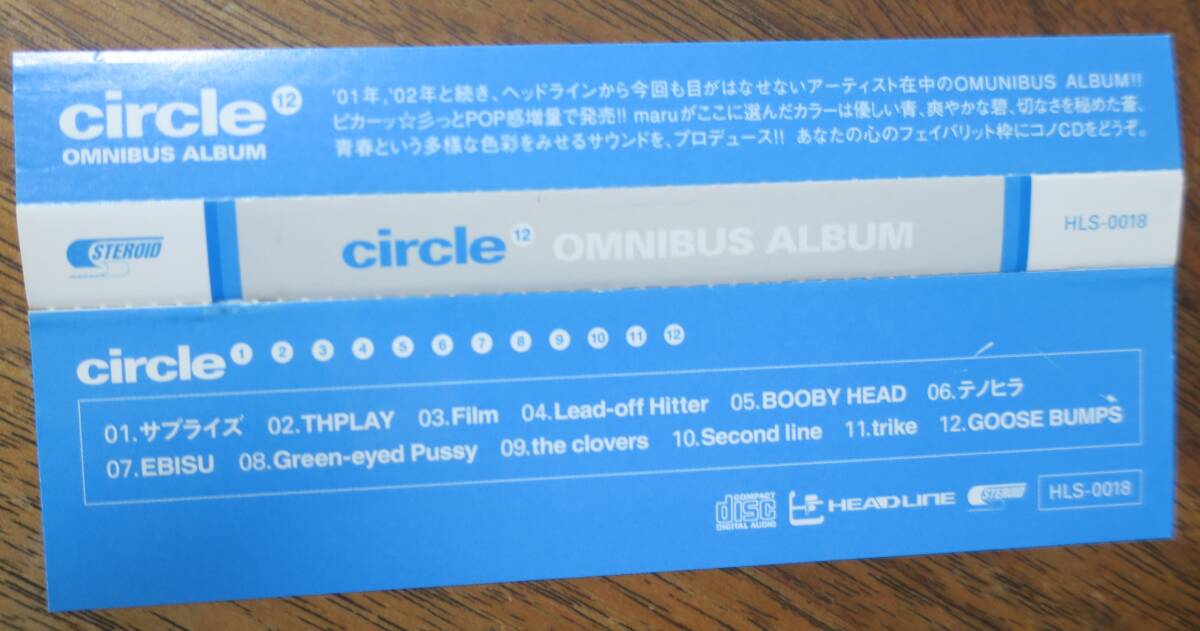 circle 12
OMNIBUS ALBUM
'01年,'02年と続き、ヘッドラインから今回も目がはなせないアーティスト在中のOMUNIBUS ALBUM!!
ピカーッ☆彡っとPOP感増量で発売!! maruがここに選んだカラーは優しい青、爽やかな碧、切なさを秘めた蒼、
青春という多様な色彩をみせるサウンドを、プロデュース!! あなたの心のフェイバリット枠にコノCDをどうぞ。
STEROID
circle 12 OMNIBUS ALBUM
HLS-0018
circle 1 2 3 4 5 6 7 8 9 10 11 12
01.サプライズ 02.THPLAY 03.Film 04.Lead-off Hitter 05.BOOBY HEAD 06.テノヒラ
07.EBISU 08.Green-eyed Pussy 09.the clovers 10.Second line 11.trike 12.GOOSE BUMPS
COMPACT disc DIGITAL AUDIO HEADLINE STEROID HLS-0018